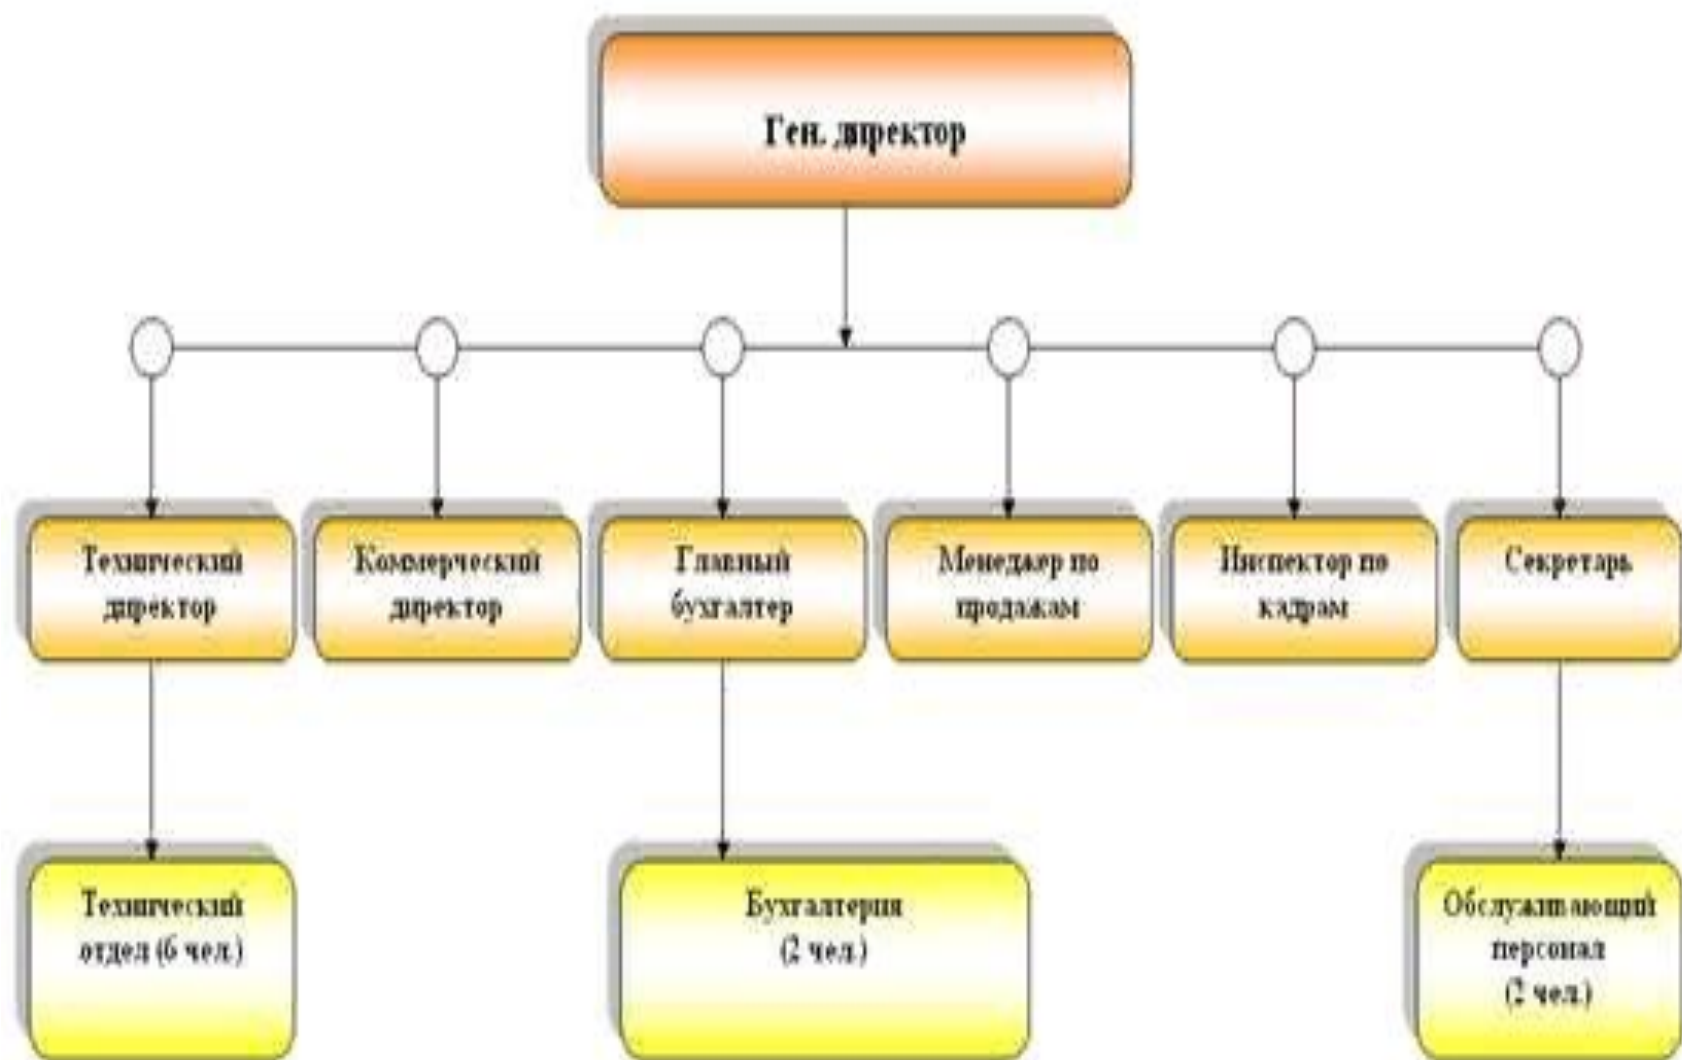 Ген. директор
Технический
директор
Коммерческий
директор
Главный
бухгалтер
Менеджер по
продажам
Инспектор по
кадрам
Секретарь
Технический
отдел (6 чел.)
Бухгалтерия
(2 чел.)
Обслуживающий
персонал
(2 чел.)